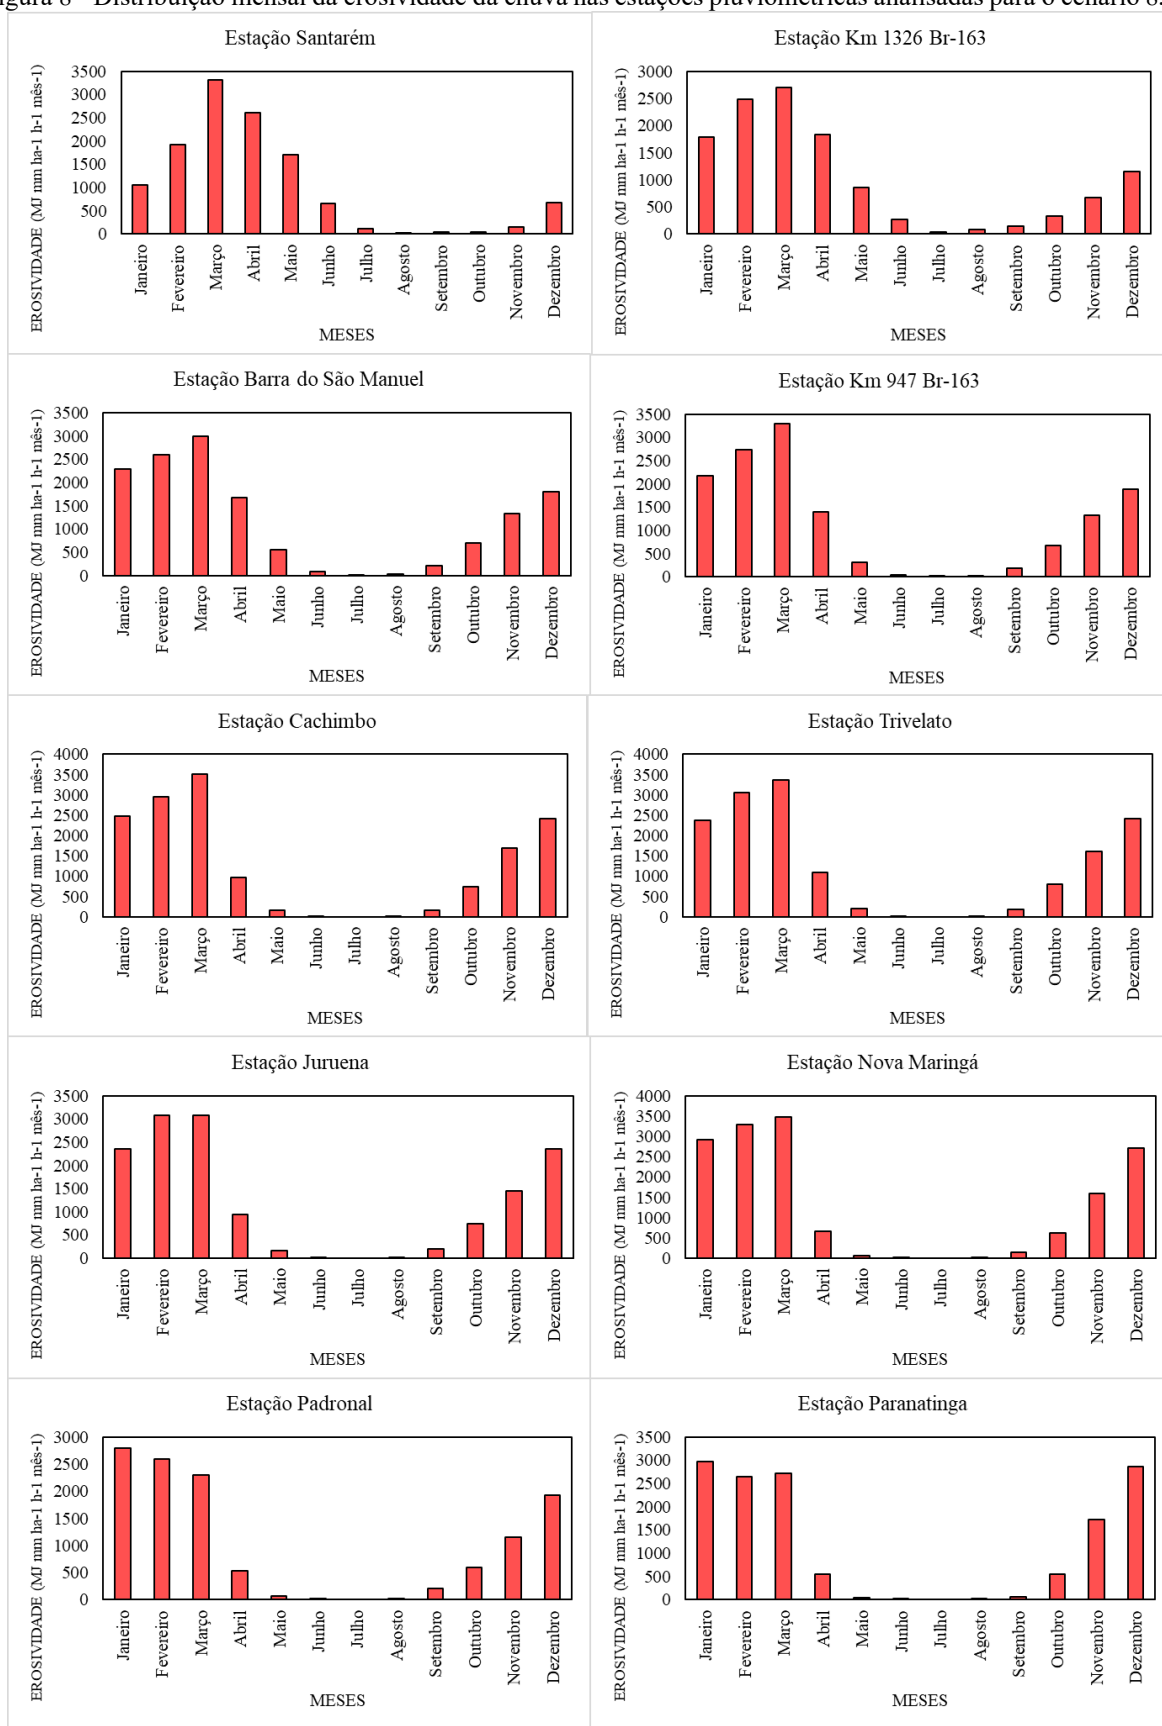 Distribuição mensal da erosividade da chuva nas estações pluviométricas analisadas para o cenário 8.
Estação Santarém
EROSIVIDADE (MJ mm ha-1 h-1 mês-1)
3500
3000
2500
2000
1500
1000
500
0
Janeiro
Fevereiro
Março
Abril
Maio
Junho
Julho
Agosto
Setembro
Outubro
Novembro
Dezembro
MESES
Estação Km 1326 Br-163
EROSIVIDADE (MJ mm ha-1 h-1 mês-1)
3000
2500
2000
1500
1000
500
0
Janeiro
Fevereiro
Março
Abril
Maio
Junho
Julho
Agosto
Setembro
Outubro
Novembro
Dezembro
MESES
Estação Barra do São Manuel
EROSIVIDADE (MJ mm ha-1 h-1 mês-1)
3500
3000
2500
2000
1500
1000
500
0
Janeiro
Fevereiro
Março
Abril
Maio
Junho
Julho
Agosto
Setembro
Outubro
Novembro
Dezembro
MESES
Estação Km 947 Br-163
EROSIVIDADE (MJ mm ha-1 h-1 mês-1)
3500
3000
2500
2000
1500
1000
500
0
Janeiro
Fevereiro
Março
Abril
Maio
Junho
Julho
Agosto
Setembro
Outubro
Novembro
Dezembro
MESES
Estação Cachimbo
EROSIVIDADE (MJ mm ha-1 h-1 mês-1)
4000
3500
3000
2500
2000
1500
1000
500
0
Janeiro
Fevereiro
Março
Abril
Maio
Junho
Julho
Agosto
Setembro
Outubro
Novembro
Dezembro
MESES
Estação Trivelato
EROSIVIDADE (MJ mm ha-1 h-1 mês-1)
4000
3500
3000
2500
2000
1500
1000
500
0
Janeiro
Fevereiro
Março
Abril
Maio
Junho
Julho
Agosto
Setembro
Outubro
Novembro
Dezembro
MESES
Estação Juruena
EROSIVIDADE (MJ mm ha-1 h-1 mês-1)
3500
3000
2500
2000
1500
1000
500
0
Janeiro
Fevereiro
Março
Abril
Maio
Junho
Julho
Agosto
Setembro
Outubro
Novembro
Dezembro
MESES
Estação Nova Maringá
EROSIVIDADE (MJ mm ha-1 h-1 mês-1)
4000
3500
3000
2500
2000
1500
1000
500
0
Janeiro
Fevereiro
Março
Abril
Maio
Junho
Julho
Agosto
Setembro
Outubro
Novembro
Dezembro
MESES
Estação Padronal
EROSIVIDADE (MJ mm ha-1 h-1 mês-1)
3000
2500
2000
1500
1000
500
0
Janeiro
Fevereiro
Março
Abril
Maio
Junho
Julho
Agosto
Setembro
Outubro
Novembro
Dezembro
MESES
Estação Paranatinga
EROSIVIDADE (MJ mm ha-1 h-1 mês-1)
3500
3000
2500
2000
1500
1000
500
0
Janeiro
Fevereiro
Março
Abril
Maio
Junho
Julho
Agosto
Setembro
Outubro
Novembro
Dezembro
MESES